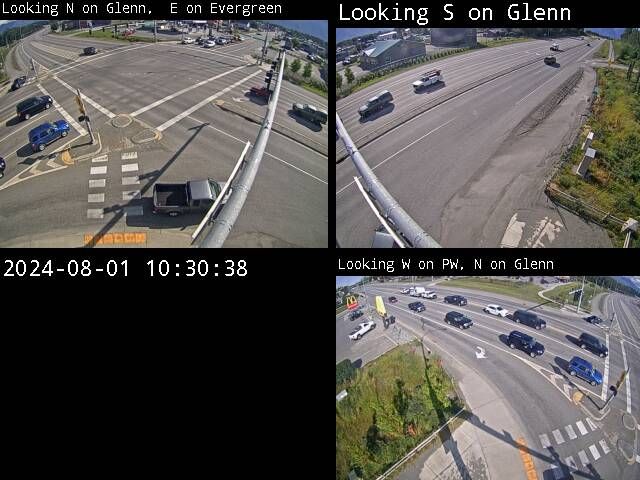 Looking N on Glenn,  E on Evergreen
Looking S on Glenn
2024-08-01 10:30:38
Looking W on PW, N on Glenn